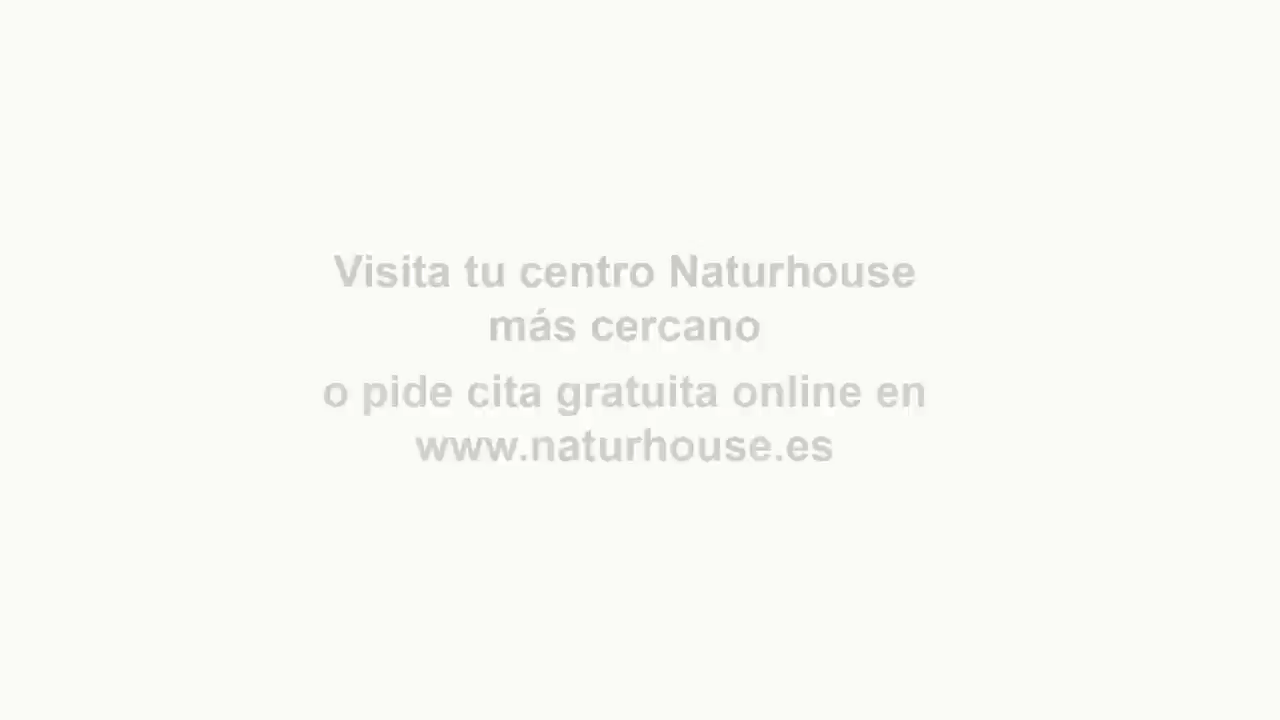 Visita tu centro Naturhouse
más cercano
o pide cita gratuita online en
www.naturhouse.es